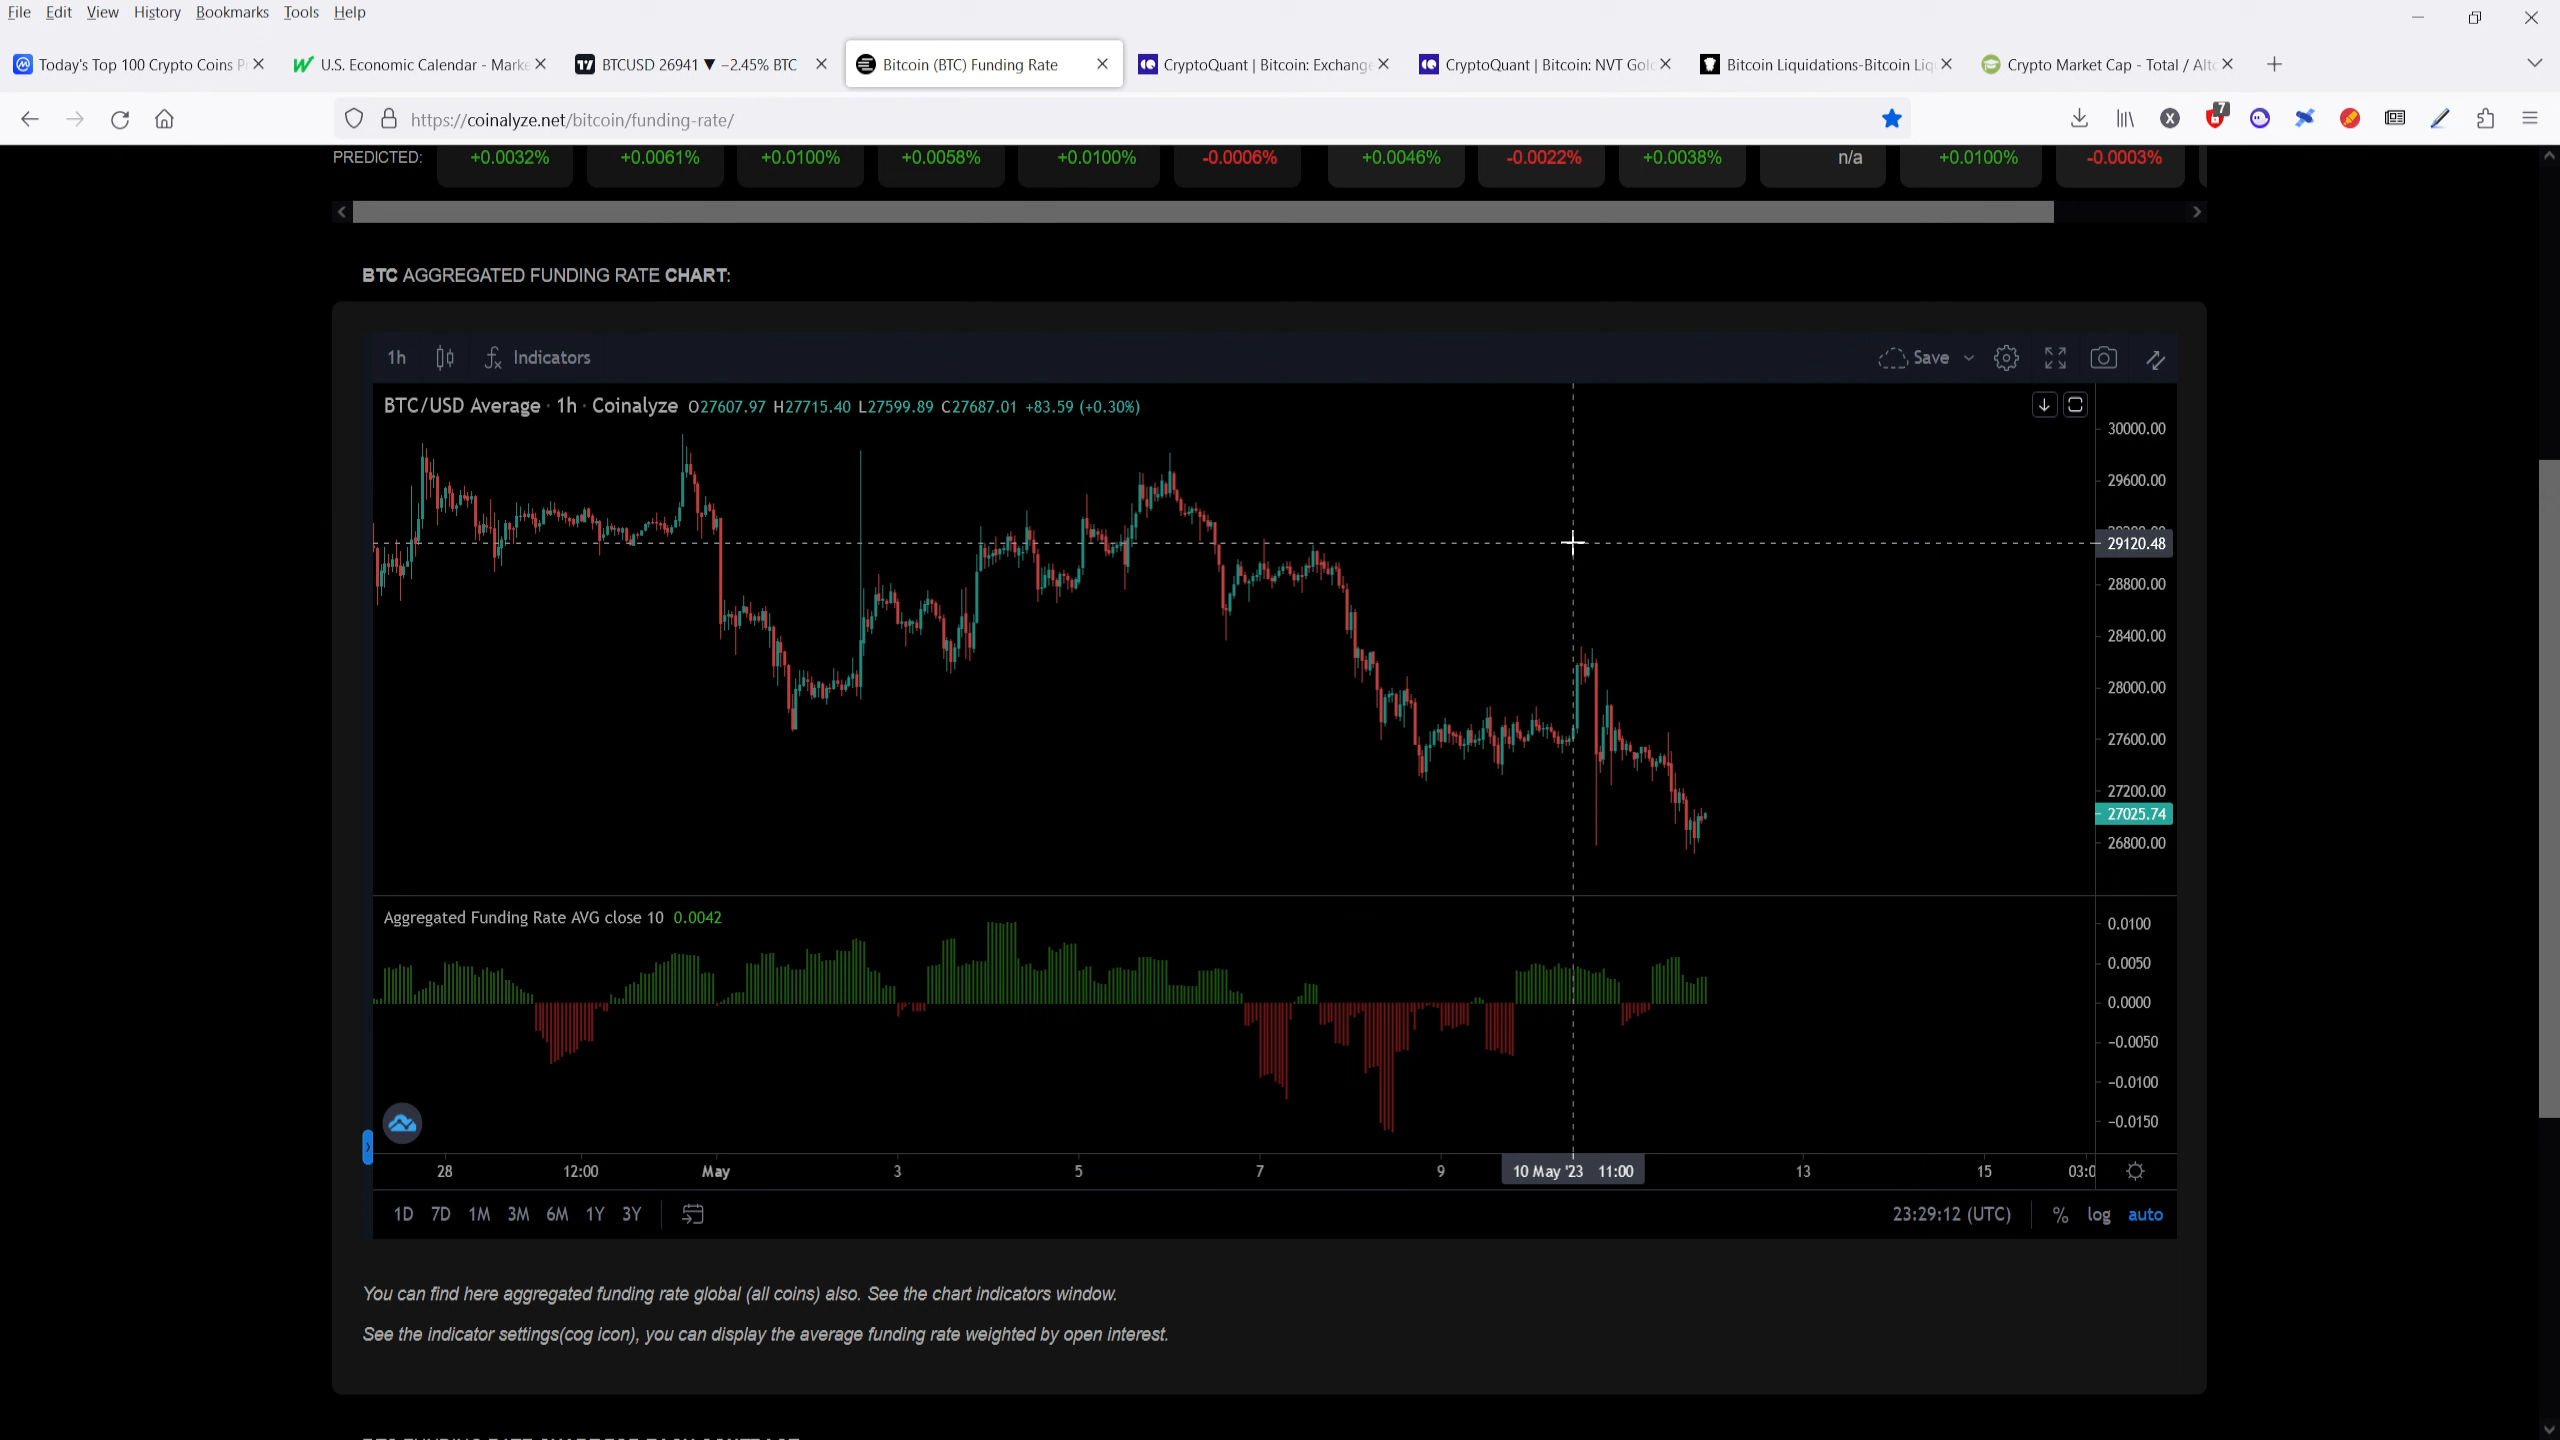 File Edit View History Bookmarks Tools Help
Today's Top 100 Crypto Coins P
U.S. Economic Calendar - Marke
BTCUSD 26941 ▼ −2.45% BTC
Bitcoin (BTC) Funding Rate
CryptoQuant | Bitcoin: Exchange
CryptoQuant | Bitcoin: NVT Gol
Bitcoin Liquidations-Bitcoin Liq
Crypto Market Cap - Total / Alt
https://coinalyze.net/bitcoin/funding-rate/
7
PREDICTED: +0.0032% +0.0061% +0.0100% +0.0058% +0.0100% -0.0006% +0.0046% -0.0022% +0.0038% n/a +0.0100% -0.0003%
BTC AGGREGATED FUNDING RATE CHART:
1h Indicators Save
BTC/USD Average · 1h · Coinalyze O27607.97 H27715.40 L27599.89 C27687.01 +83.59 (+0.30%)
30000.00
29600.00
29120.48
28800.00
28400.00
28000.00
27600.00
27200.00
27025.74
26800.00
Aggregated Funding Rate AVG close 10 0.0042
0.0100
0.0050
0.0000
−0.0050
−0.0100
−0.0150
28 12:00 May 3 5 7 9 10 May '23 11:00 13 15 03:0
1D 7D 1M 3M 6M 1Y 3Y 23:29:12 (UTC) % log auto
You can find here aggregated funding rate global (all coins) also. See the chart indicators window.
See the indicator settings(cog icon), you can display the average funding rate weighted by open interest.